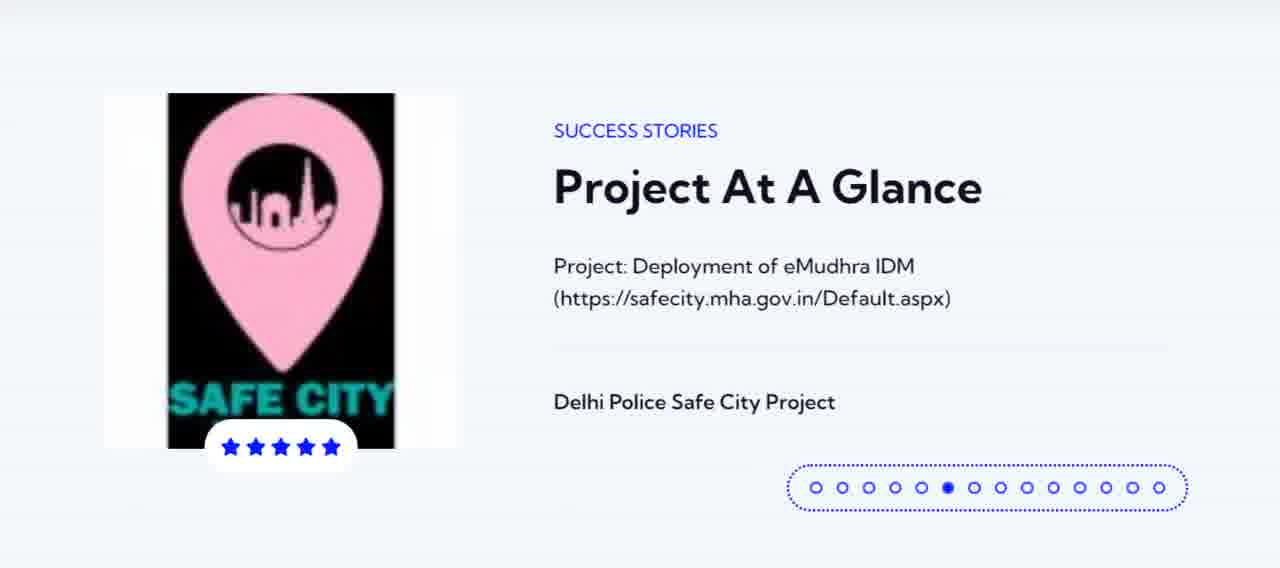 SAFE CITY
SUCCESS STORIES
Project At A Glance
Project: Deployment of eMudhra IDM
(https://safecity.mha.gov.in/Default.aspx)
Delhi Police Safe City Project